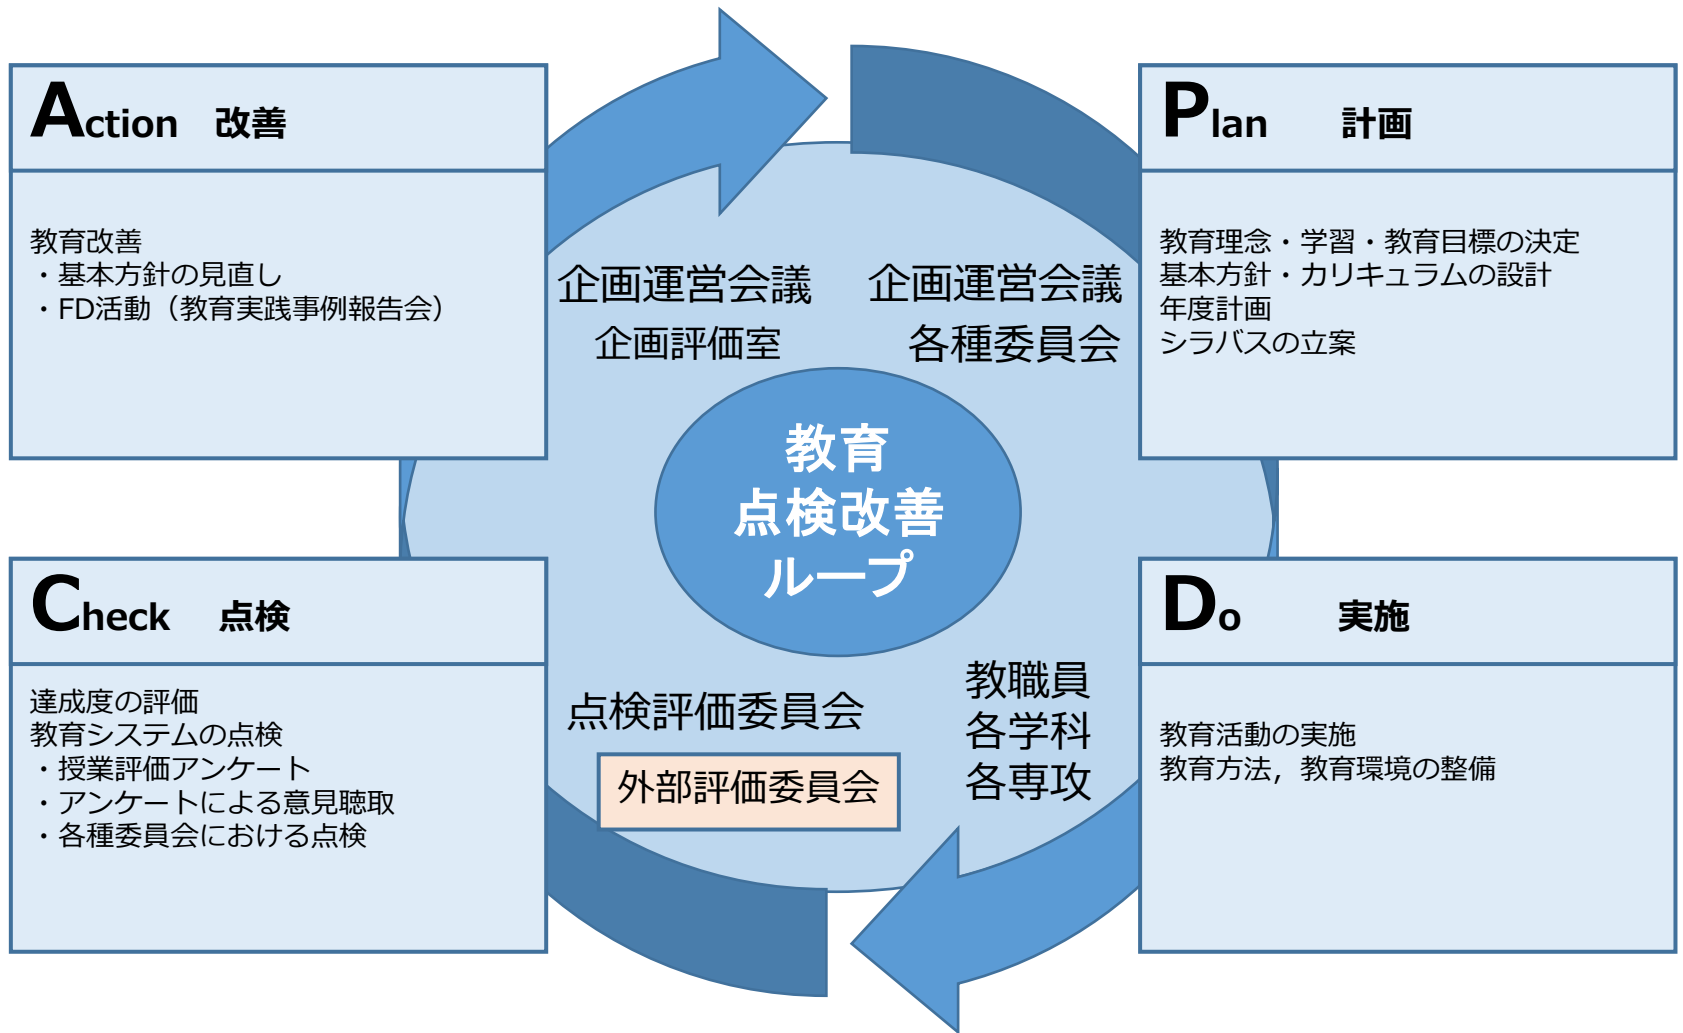 Action 改善
教育改善
・基本方針の見直し
・FD活動（教育実践事例報告会）
Plan 計画
教育理念・学習・教育目標の決定
基本方針・カリキュラムの設計
年度計画
シラバスの立案
企画運営会議
企画評価室
企画運営会議
各種委員会
教育
点検改善
ループ
Check 点検
達成度の評価
教育システムの点検
・授業評価アンケート
・アンケートによる意見聴取
・各種委員会における点検
点検評価委員会
外部評価委員会
教職員
各学科
各専攻
Do 実施
教育活動の実施
教育方法，教育環境の整備